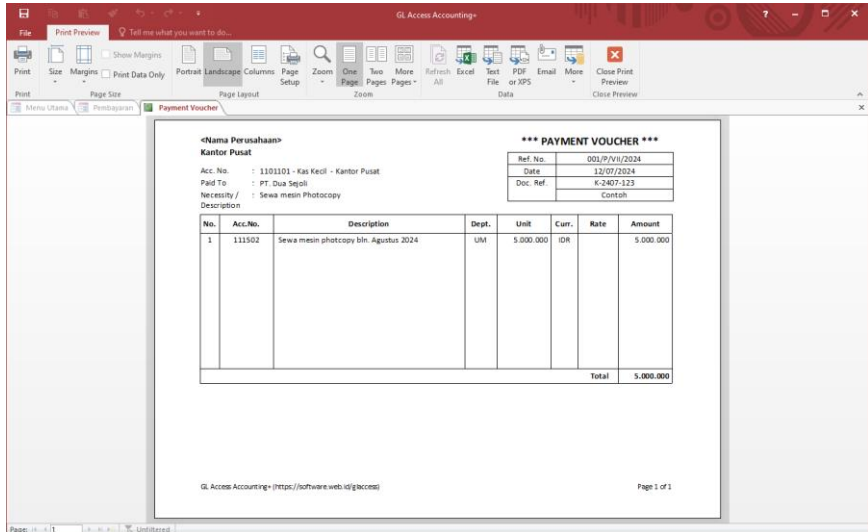 GL Access Accounting+
File Print Preview Tell me what you want to do...
Print Size Margins Show Margins Print Data Only Portrait Landscape Columns Page Setup Zoom One Page Two Pages More Pages Refresh All Excel Text File PDF or XPS Email More Close Print Preview
Print Page Size Page Layout Zoom Data Close Preview
Menu Utama Pembayaran Payment Voucher
<Nama Perusahaan> *** PAYMENT VOUCHER ***
Kantor Pusat
Ref. No. 001/P/VII/2024
Acc. No. : 1101101 - Kas Kecil - Kantor Pusat
Date 12/07/2024
Paid To : PT. Dua Sejoli
Doc. Ref. K-2407-123
Necessity / Description : Sewa mesin Photocopy
Contoh
No. Acc.No. Description Dept. Unit Curr. Rate Amount
1 111502 Sewa mesin photcopy bln. Agustus 2024 UM 5.000.000 IDR 5.000.000
Total 5.000.000
GL Access Accounting+ (https://software.web.id/glaccess) Page 1 of 1
Page: 1 Unfiltered